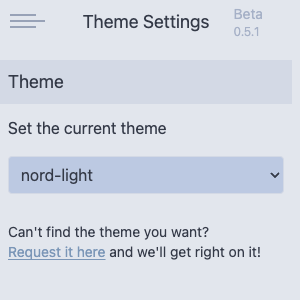 Theme Settings
Beta
0.5.1
Theme
Set the current theme
nord-light
Can't find the theme you want?
Request it here and we'll get right on it!